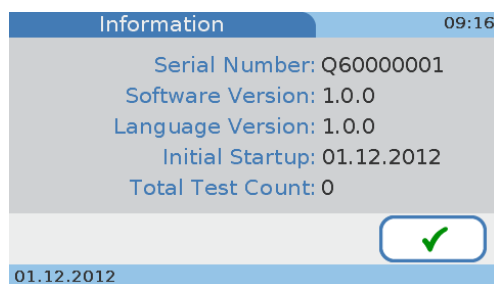 Information 09:16
Serial Number: Q60000001
Software Version: 1.0.0
Language Version: 1.0.0
Initial Startup: 01.12.2012
Total Test Count: 0
01.12.2012